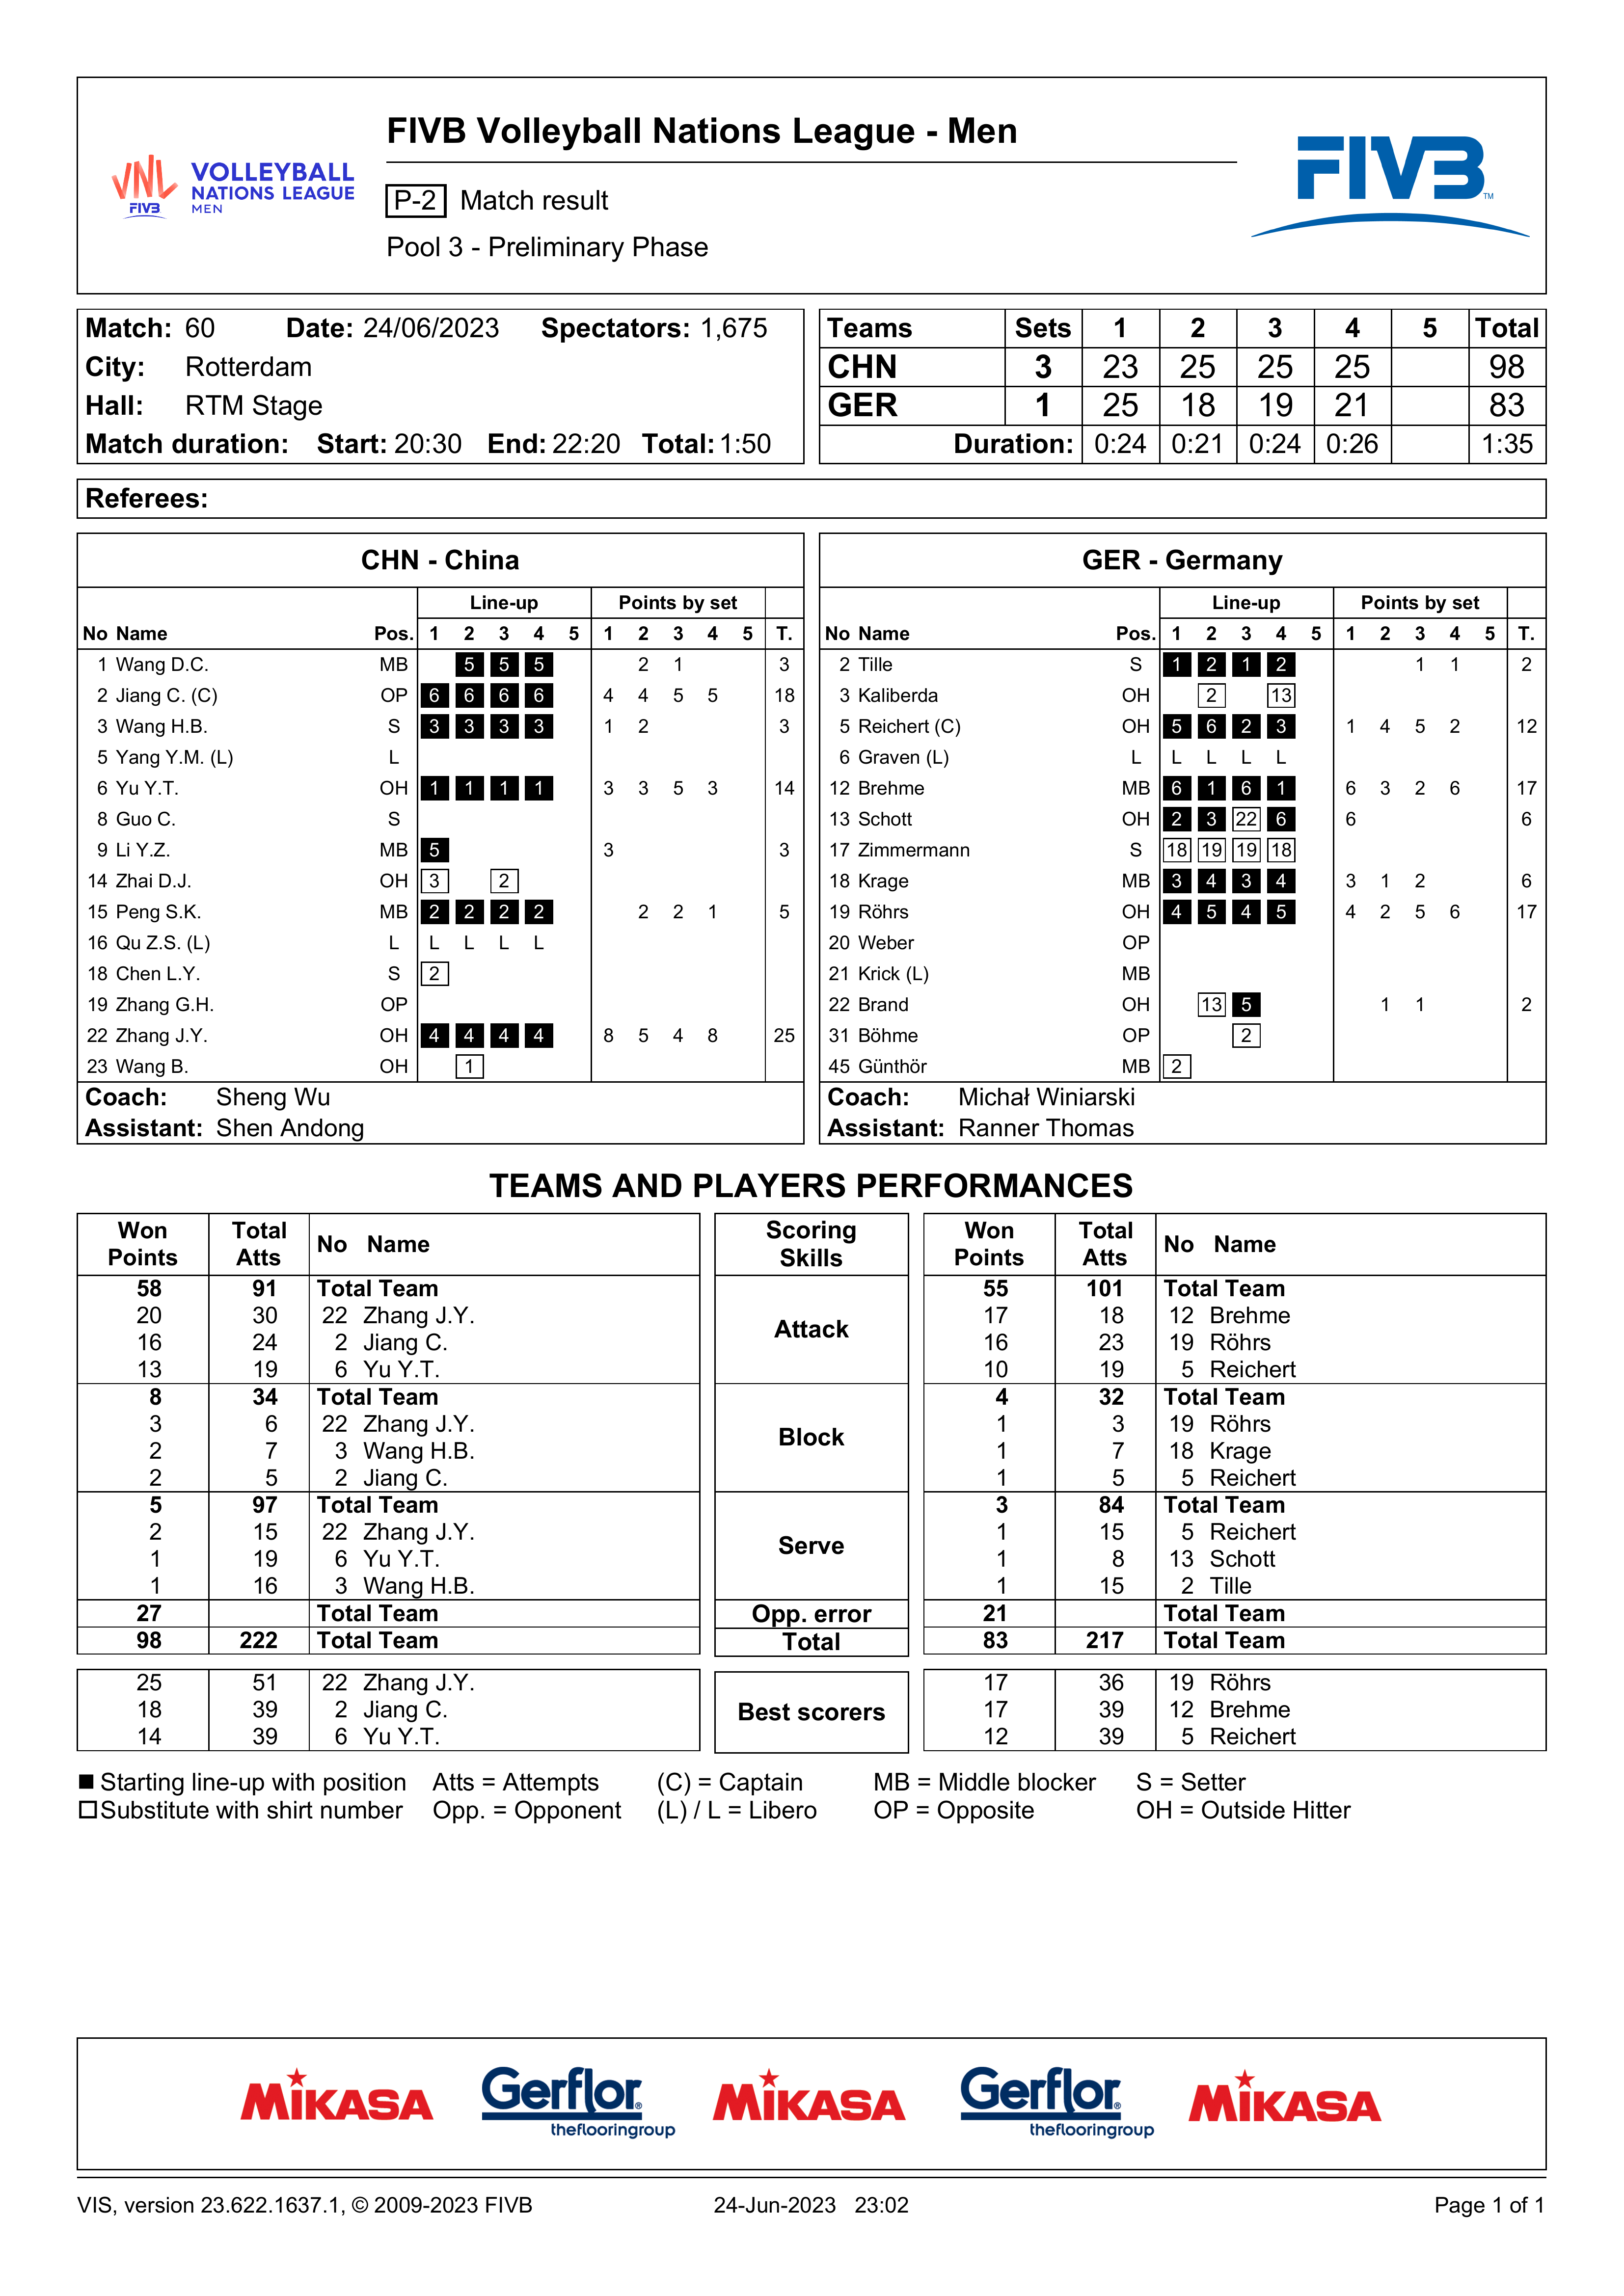 FIVB Volleyball Nations League - Men
VNL FIVB
VOLLEYBALL
NATIONS LEAGUE
MEN
P-2 Match result
Pool 3 - Preliminary Phase
FIVB TM
Match: 60 Date: 24/06/2023 Spectators: 1,675
City: Rotterdam
Hall: RTM Stage
Match duration: Start: 20:30 End: 22:20 Total: 1:50
Teams Sets 1 2 3 4 5 Total
CHN 3 23 25 25 25 98
GER 1 25 18 19 21 83
Duration: 0:24 0:21 0:24 0:26 1:35
Referees:
CHN - China
Line-up Points by set
No Name Pos. 1 2 3 4 5 1 2 3 4 5 T.
1 Wang D.C. MB 5 5 5 2 1 3
2 Jiang C. (C) OP 6 6 6 6 4 4 5 5 18
3 Wang H.B. S 3 3 3 3 1 2 3
5 Yang Y.M. (L) L
6 Yu Y.T. OH 1 1 1 1 3 3 5 3 14
8 Guo C. S
9 Li Y.Z. MB 5 3 3
14 Zhai D.J. OH 3 2
15 Peng S.K. MB 2 2 2 2 2 2 1 5
16 Qu Z.S. (L) L L L L L
18 Chen L.Y. S 2
19 Zhang G.H. OP
22 Zhang J.Y. OH 4 4 4 4 8 5 4 8 25
23 Wang B. OH 1
Coach: Sheng Wu
Assistant: Shen Andong
GER - Germany
Line-up Points by set
No Name Pos. 1 2 3 4 5 1 2 3 4 5 T.
2 Tille S 1 2 1 2 1 1 2
3 Kaliberda OH 2 13
5 Reichert (C) OH 5 6 2 3 1 4 5 2 12
6 Graven (L) L L L L L
12 Brehme MB 6 1 6 1 6 3 2 6 17
13 Schott OH 2 3 22 6 6 6
17 Zimmermann S 18 19 19 18
18 Krage MB 3 4 3 4 3 1 2 6
19 Röhrs OH 4 5 4 5 4 2 5 6 17
20 Weber OP
21 Krick (L) MB
22 Brand OH 13 5 1 1 2
31 Böhme OP 2
45 Günthör MB 2
Coach: Michał Winiarski
Assistant: Ranner Thomas
TEAMS AND PLAYERS PERFORMANCES
Won Points Total Atts No Name Scoring Skills Won Points Total Atts No Name
58 91 Total Team Attack 55 101 Total Team
20 30 22 Zhang J.Y. 17 18 12 Brehme
16 24 2 Jiang C. 16 23 19 Röhrs
13 19 6 Yu Y.T. 10 19 5 Reichert
8 34 Total Team Block 4 32 Total Team
3 6 22 Zhang J.Y. 1 3 19 Röhrs
2 7 3 Wang H.B. 1 7 18 Krage
2 5 2 Jiang C. 1 5 5 Reichert
5 97 Total Team Serve 3 84 Total Team
2 15 22 Zhang J.Y. 1 15 5 Reichert
1 19 6 Yu Y.T. 1 8 13 Schott
1 16 3 Wang H.B. 1 15 2 Tille
27 Total Team Opp. error 21 Total Team
98 222 Total Team Total 83 217 Total Team
25 51 22 Zhang J.Y. Best scorers 17 36 19 Röhrs
18 39 2 Jiang C. 17 39 12 Brehme
14 39 6 Yu Y.T. 12 39 5 Reichert
Starting line-up with position Atts = Attempts (C) = Captain MB = Middle blocker S = Setter
Substitute with shirt number Opp. = Opponent (L) / L = Libero OP = Opposite OH = Outside Hitter
MIKASA Gerflor® theflooringgroup MIKASA Gerflor® theflooringgroup MIKASA
VIS, version 23.622.1637.1, © 2009-2023 FIVB 24-Jun-2023 23:02 Page 1 of 1